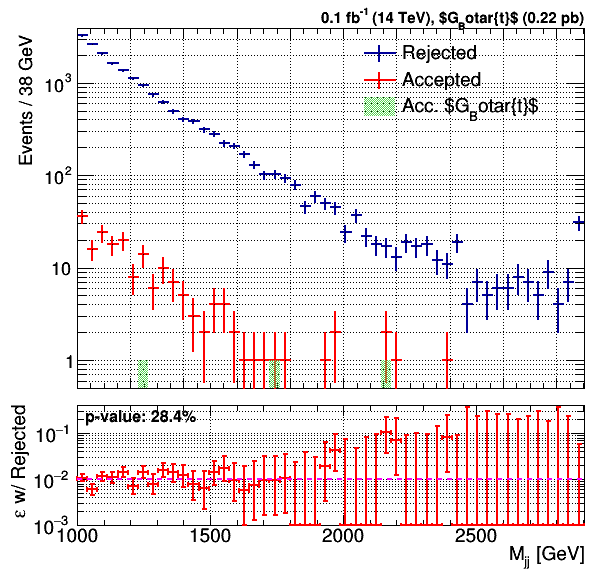 0.1 fb⁻¹ (14 TeV), $G_Botar{t}$ (0.22 pb)
Events / 38 GeV
Rejected
Accepted
Acc. $G_Botar{t}$
10³
10²
10
1
p-value: 28.4%
ε w/ Rejected
10⁻¹
10⁻²
10⁻³
1000 1500 2000 2500
M_jj [GeV]